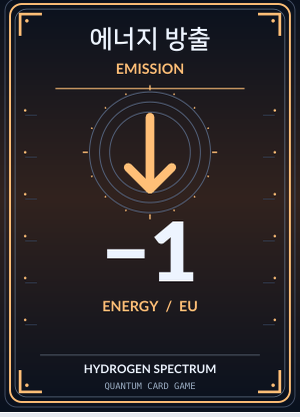 에너지 방출
EMISSION
−1
ENERGY / EU
HYDROGEN SPECTRUM
QUANTUM CARD GAME